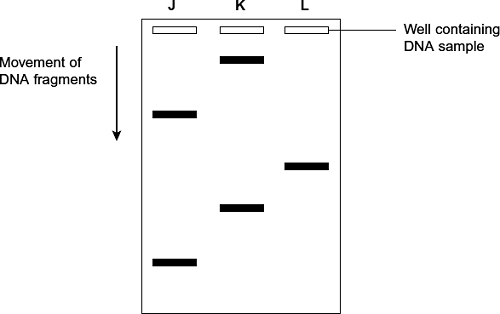 J K L
Well containing
DNA sample
Movement of
DNA fragments